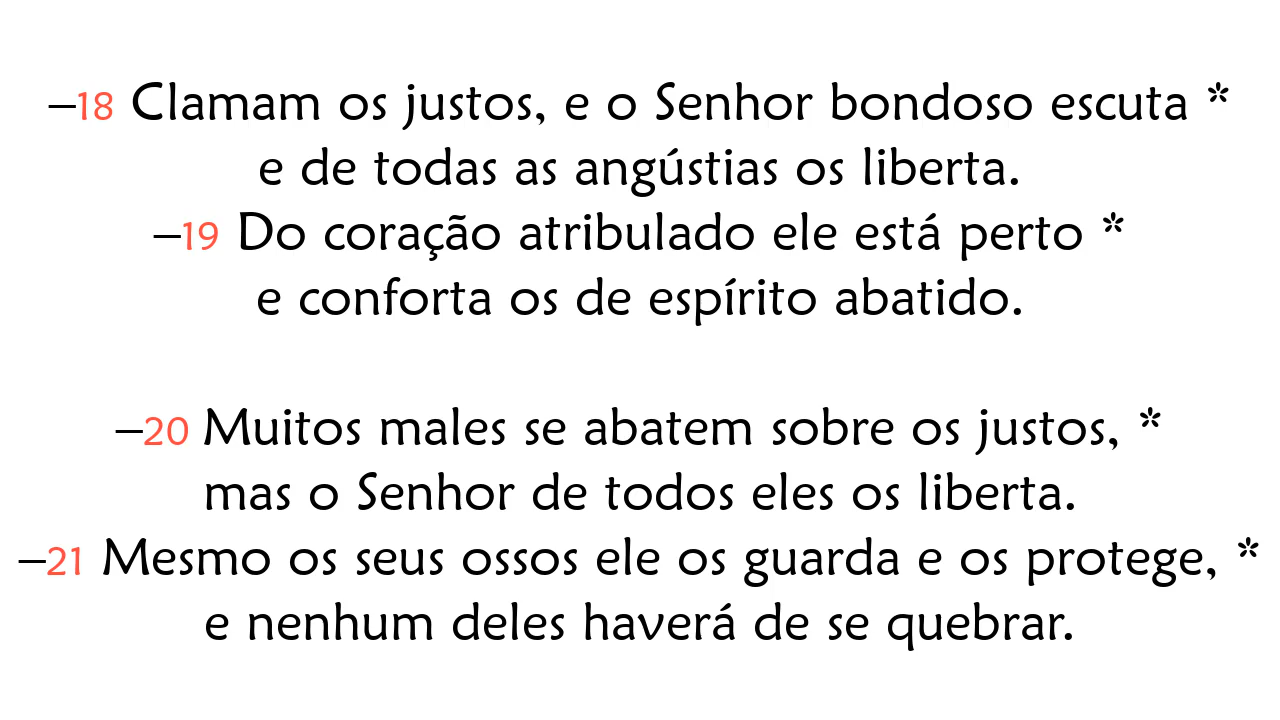 –18 Clamam os justos, e o Senhor bondoso escuta *
e de todas as angústias os liberta.
–19 Do coração atribulado ele está perto *
e conforta os de espírito abatido.
–20 Muitos males se abatem sobre os justos, *
mas o Senhor de todos eles os liberta.
–21 Mesmo os seus ossos ele os guarda e os protege, *
e nenhum deles haverá de se quebrar.